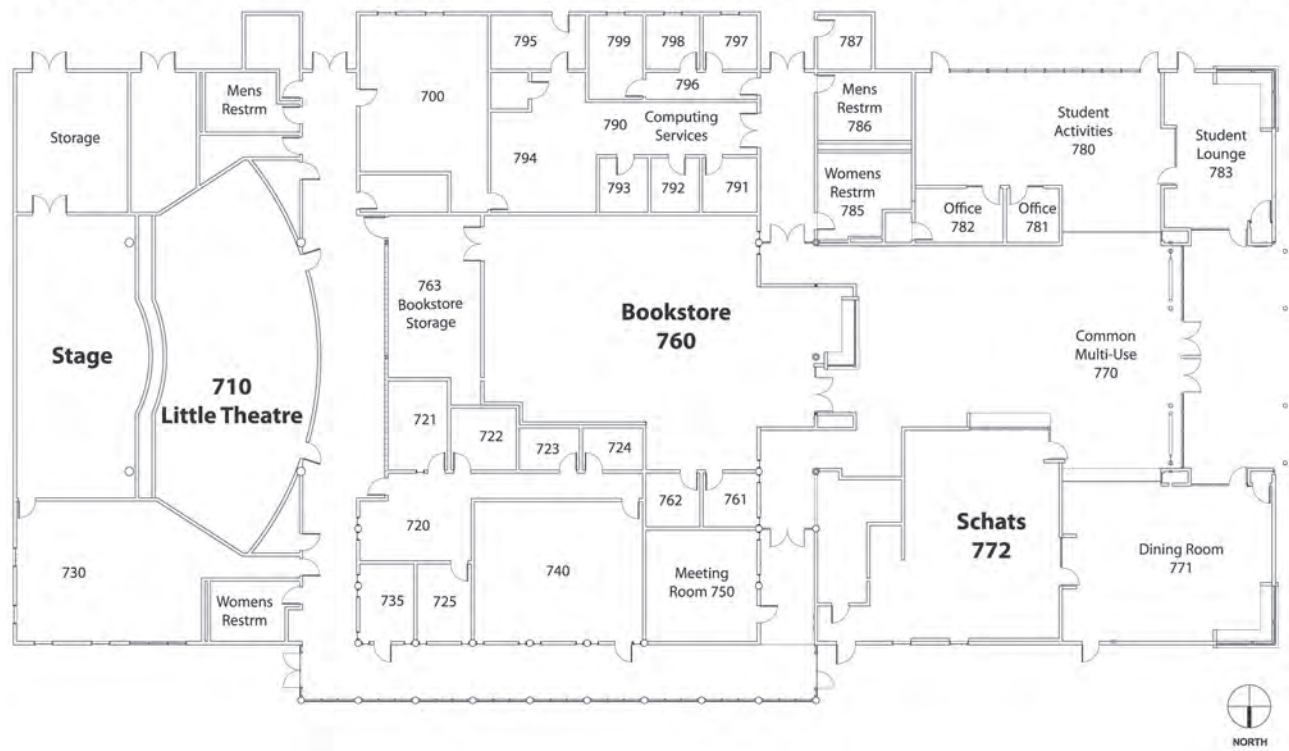 795
799
798
797
787
796
700
Mens
Restrm
Storage
790
Computing
Services
794
793
792
791
Mens
Restrm
786
Womens
Restrm
785
Student
Activities
780
Student
Lounge
783
Office
782
Office
781
763
Bookstore
Storage
Bookstore
760
Common
Multi-Use
770
Stage
710
Little Theatre
721
722
723
724
762
761
720
730
740
Schats
772
Dining Room
771
Womens
Restrm
735
725
Meeting
Room 750
NORTH